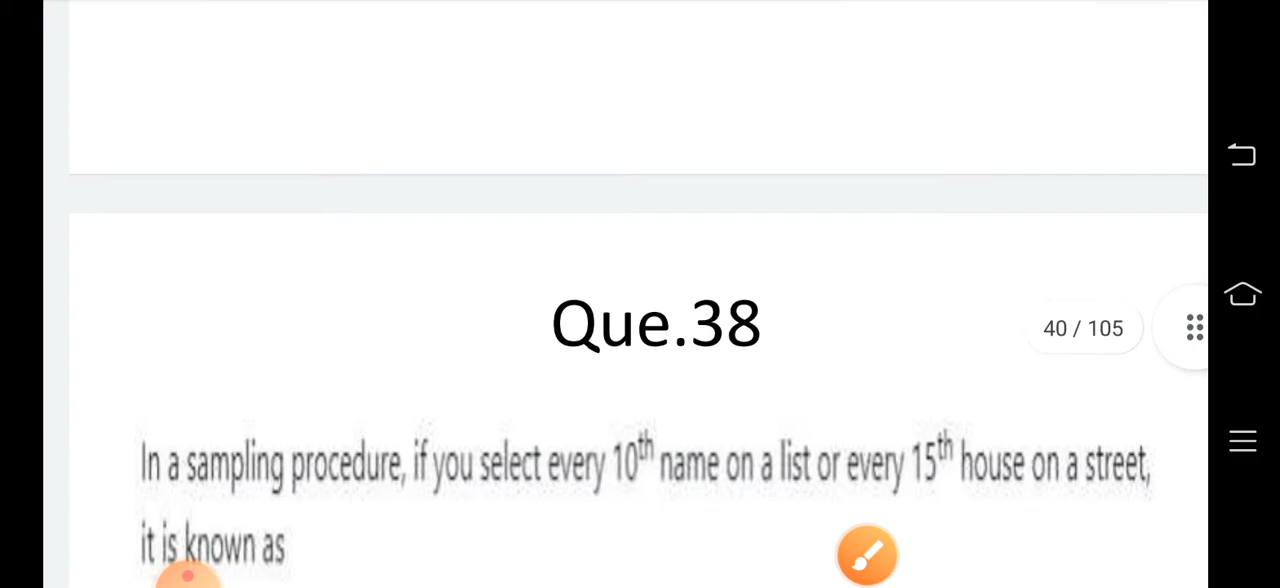 Que.38
40 / 105
In a sampling procedure, if you select every 10th name on a list or every 15th house on a street,
it is known as